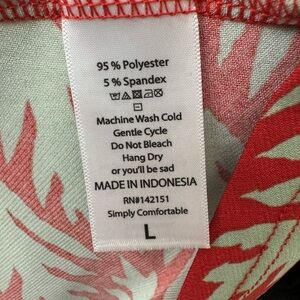 95 % Polyester
5 % Spandex
Machine Wash Cold
Gentle Cycle
Do Not Bleach
Hang Dry
or you'll be sad
MADE IN INDONESIA
RN#142151
Simply Comfortable
L